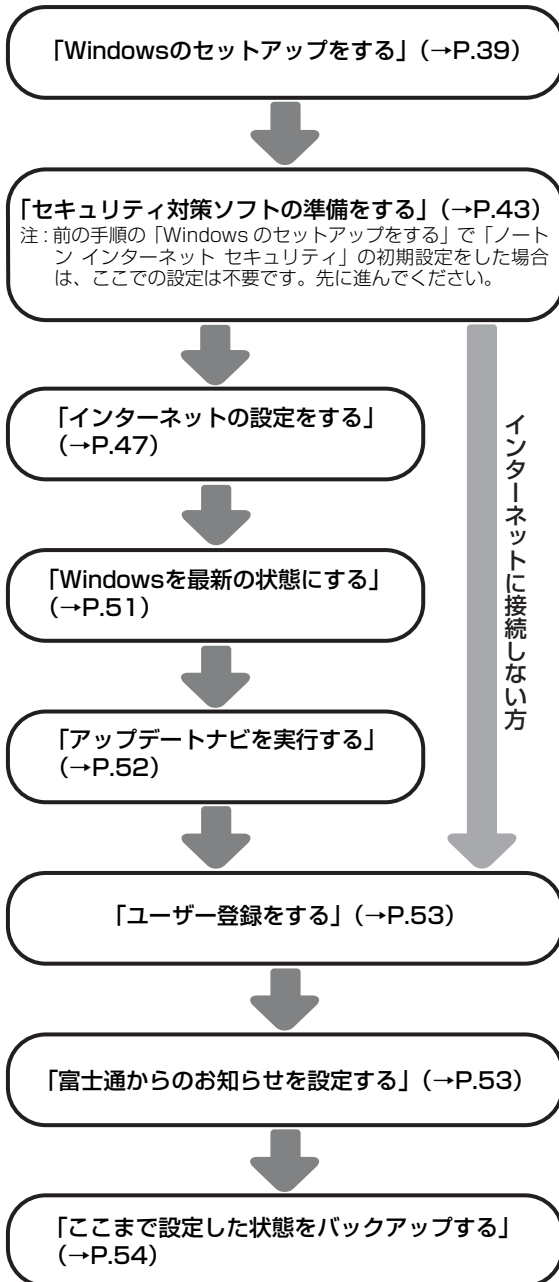 「Windowsのセットアップをする」（→P.39）
「セキュリティ対策ソフトの準備をする」（→P.43）
注：前の手順の「Windows のセットアップをする」で「ノート
ン インターネット セキュリティ」の初期設定をした場合
は、ここでの設定は不要です。先に進んでください。
「インターネットの設定をする」
（→P.47）
「Windowsを最新の状態にする」
（→P.51）
「アップデートナビを実行する」
（→P.52）
インターネットに接続しない方
「ユーザー登録をする」（→P.53）
「富士通からのお知らせを設定する」（→P.53）
「ここまで設定した状態をバックアップする」
（→P.54）